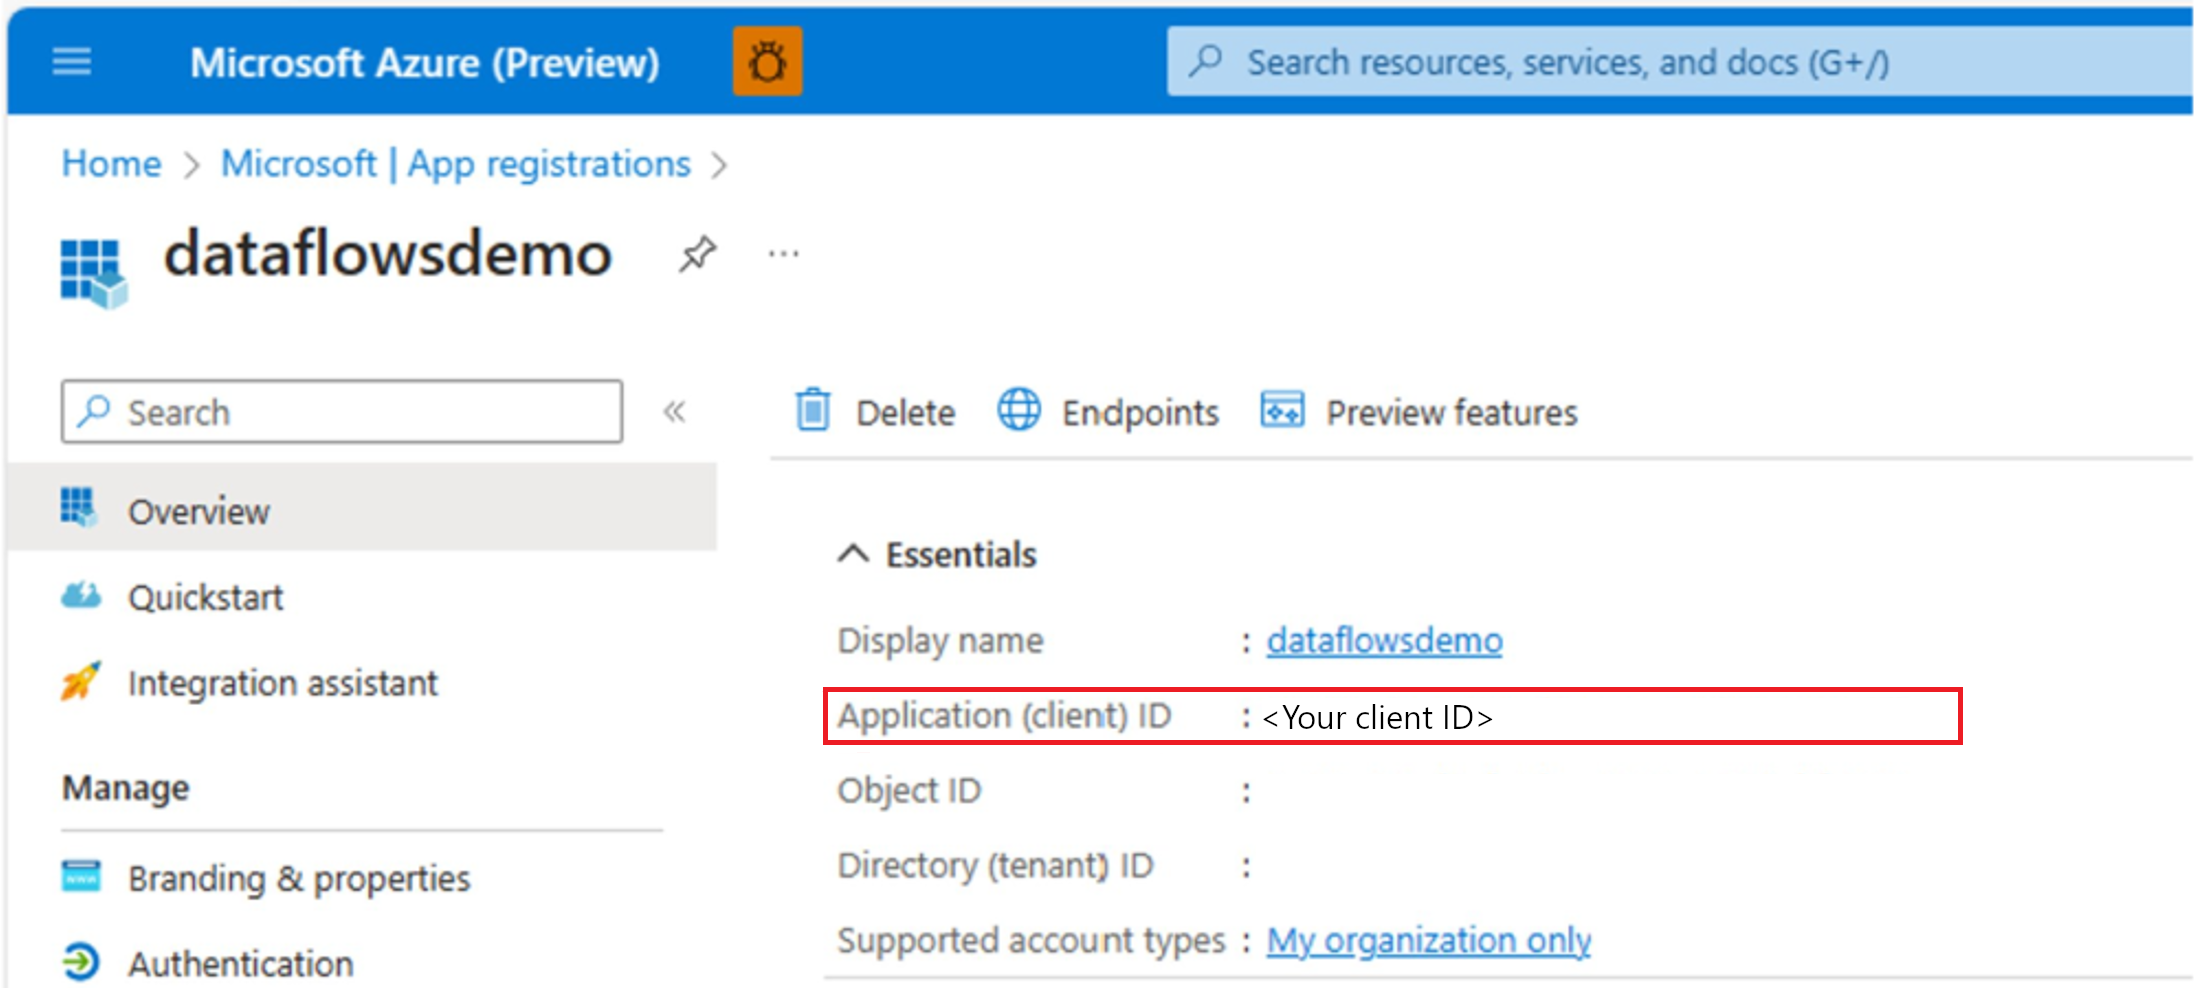 Microsoft Azure (Preview)
Search resources, services, and docs (G+/)
Home > Microsoft | App registrations >
dataflowsdemo
Search
Delete
Endpoints
Preview features
Overview
Quickstart
Integration assistant
Manage
Branding & properties
Authentication
Essentials
Display name : dataflowsdemo
Application (client) ID : <Your client ID>
Object ID :
Directory (tenant) ID :
Supported account types : My organization only